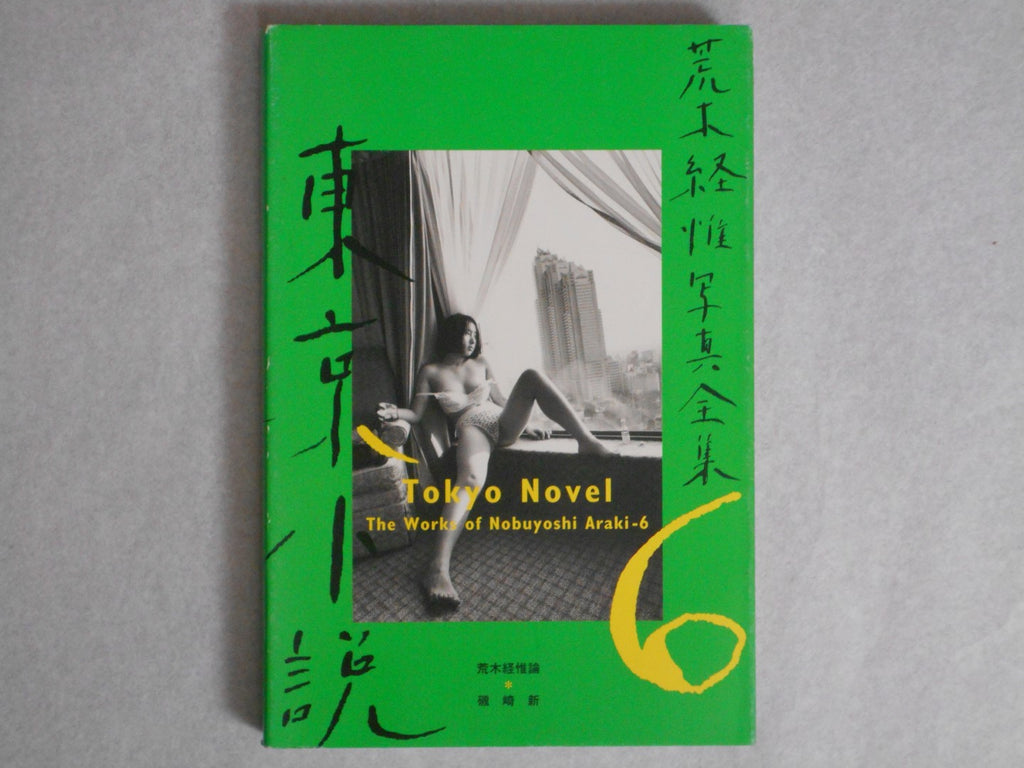 荒木経惟写真全集
6
東京小説
Tokyo Novel
The Works of Nobuyoshi Araki-6
荒木経惟論
*
磯崎新